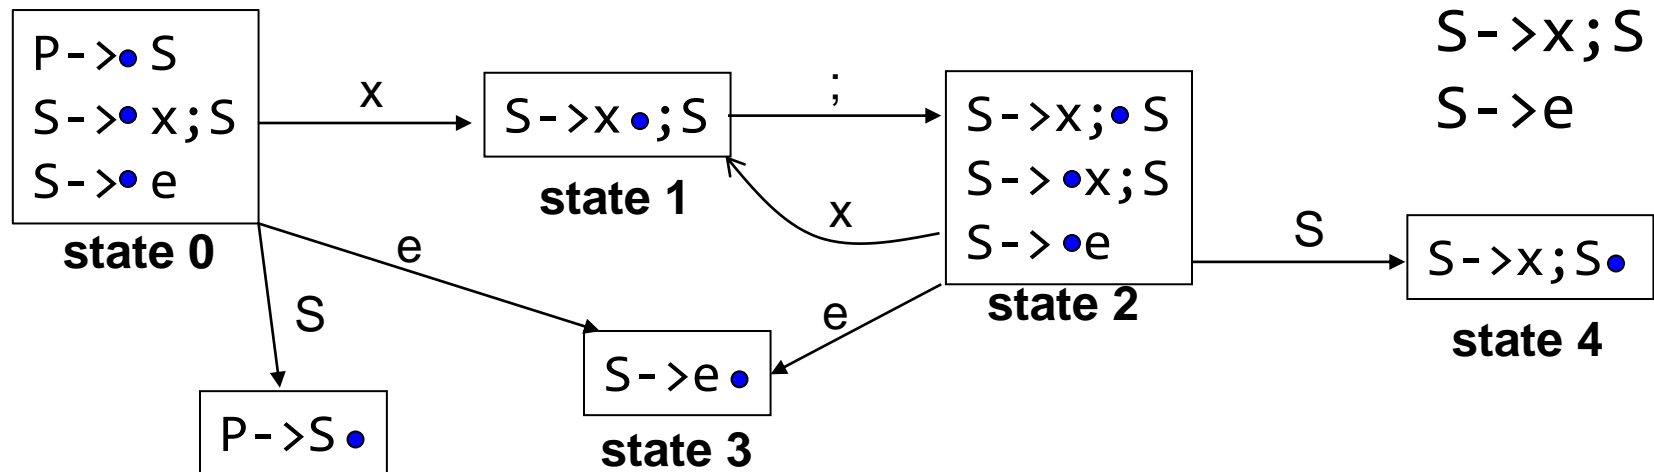 P->• S
S->• x;S
S->• e
state 0
x
S->x •;S
state 1
;
S->x;• S
S-> •x;S
S-> •e
state 2
x
e
S
e
S
S->x;S•
state 4
S->e •
state 3
P->S •
S->x;S
S->e